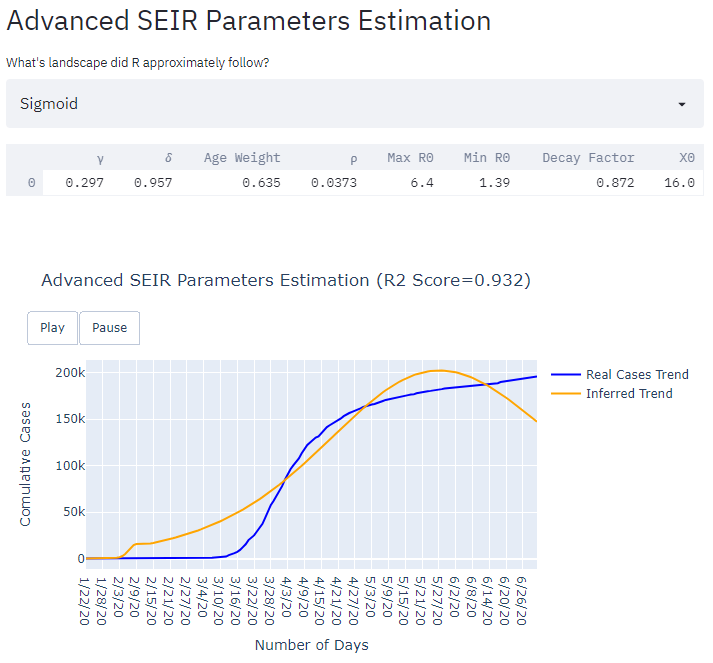 Advanced SEIR Parameters Estimation
What's landscape did R approximately follow?
Sigmoid
γ δ Age Weight ρ Max R0 Min R0 Decay Factor X0
0 0.297 0.957 0.635 0.0373 6.4 1.39 0.872 16.0
Advanced SEIR Parameters Estimation (R2 Score=0.932)
Play Pause
200k
150k
100k
50k
0
Comulative Cases
Real Cases Trend
Inferred Trend
1/22/20 1/28/20 2/3/20 2/9/20 2/15/20 2/21/20 2/27/20 3/4/20 3/10/20 3/16/20 3/22/20 3/28/20 4/3/20 4/9/20 4/15/20 4/21/20 4/27/20 5/3/20 5/9/20 5/15/20 5/21/20 5/27/20 6/2/20 6/8/20 6/14/20 6/20/20 6/26/20
Number of Days